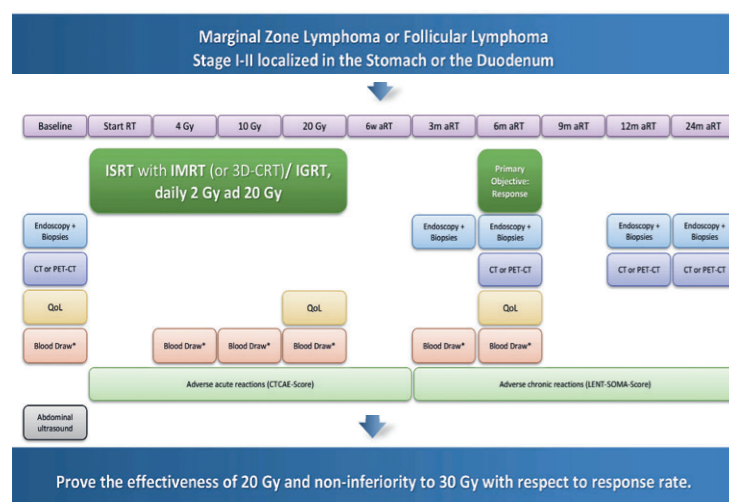 Marginal Zone Lymphoma or Follicular Lymphoma
Stage I-II localized in the Stomach or the Duodenum
Baseline Start RT 4 Gy 10 Gy 20 Gy 6w aRT 3m aRT 6m aRT 9m aRT 12m aRT 24m aRT
ISRT with IMRT (or 3D-CRT)/ IGRT,
daily 2 Gy ad 20 Gy
Primary
Objective:
Response
Endoscopy +
Biopsies
Endoscopy +
Biopsies
Endoscopy +
Biopsies
Endoscopy +
Biopsies
Endoscopy +
Biopsies
CT or PET-CT CT or PET-CT CT or PET-CT CT or PET-CT
QoL QoL QoL
Blood Draw* Blood Draw* Blood Draw* Blood Draw* Blood Draw* Blood Draw*
Adverse acute reactions (CTCAE-Score) Adverse chronic reactions (LENT-SOMA-Score)
Abdominal
ultrasound
Prove the effectiveness of 20 Gy and non-inferiority to 30 Gy with respect to response rate.